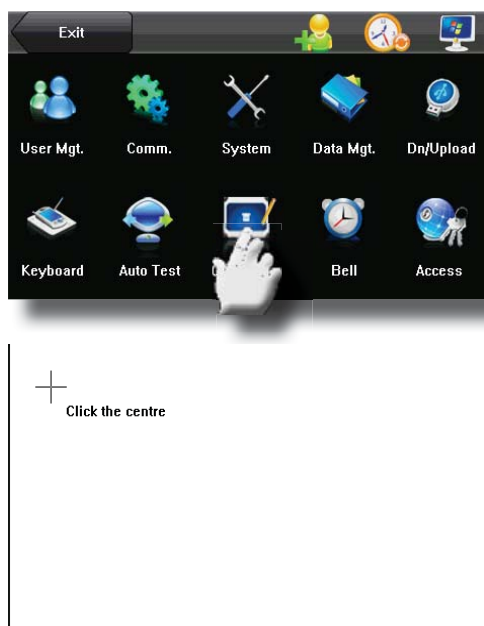 Exit
User Mgt. Comm. System Data Mgt. Dn/Upload
Keyboard Auto Test Bell Access
Click the centre